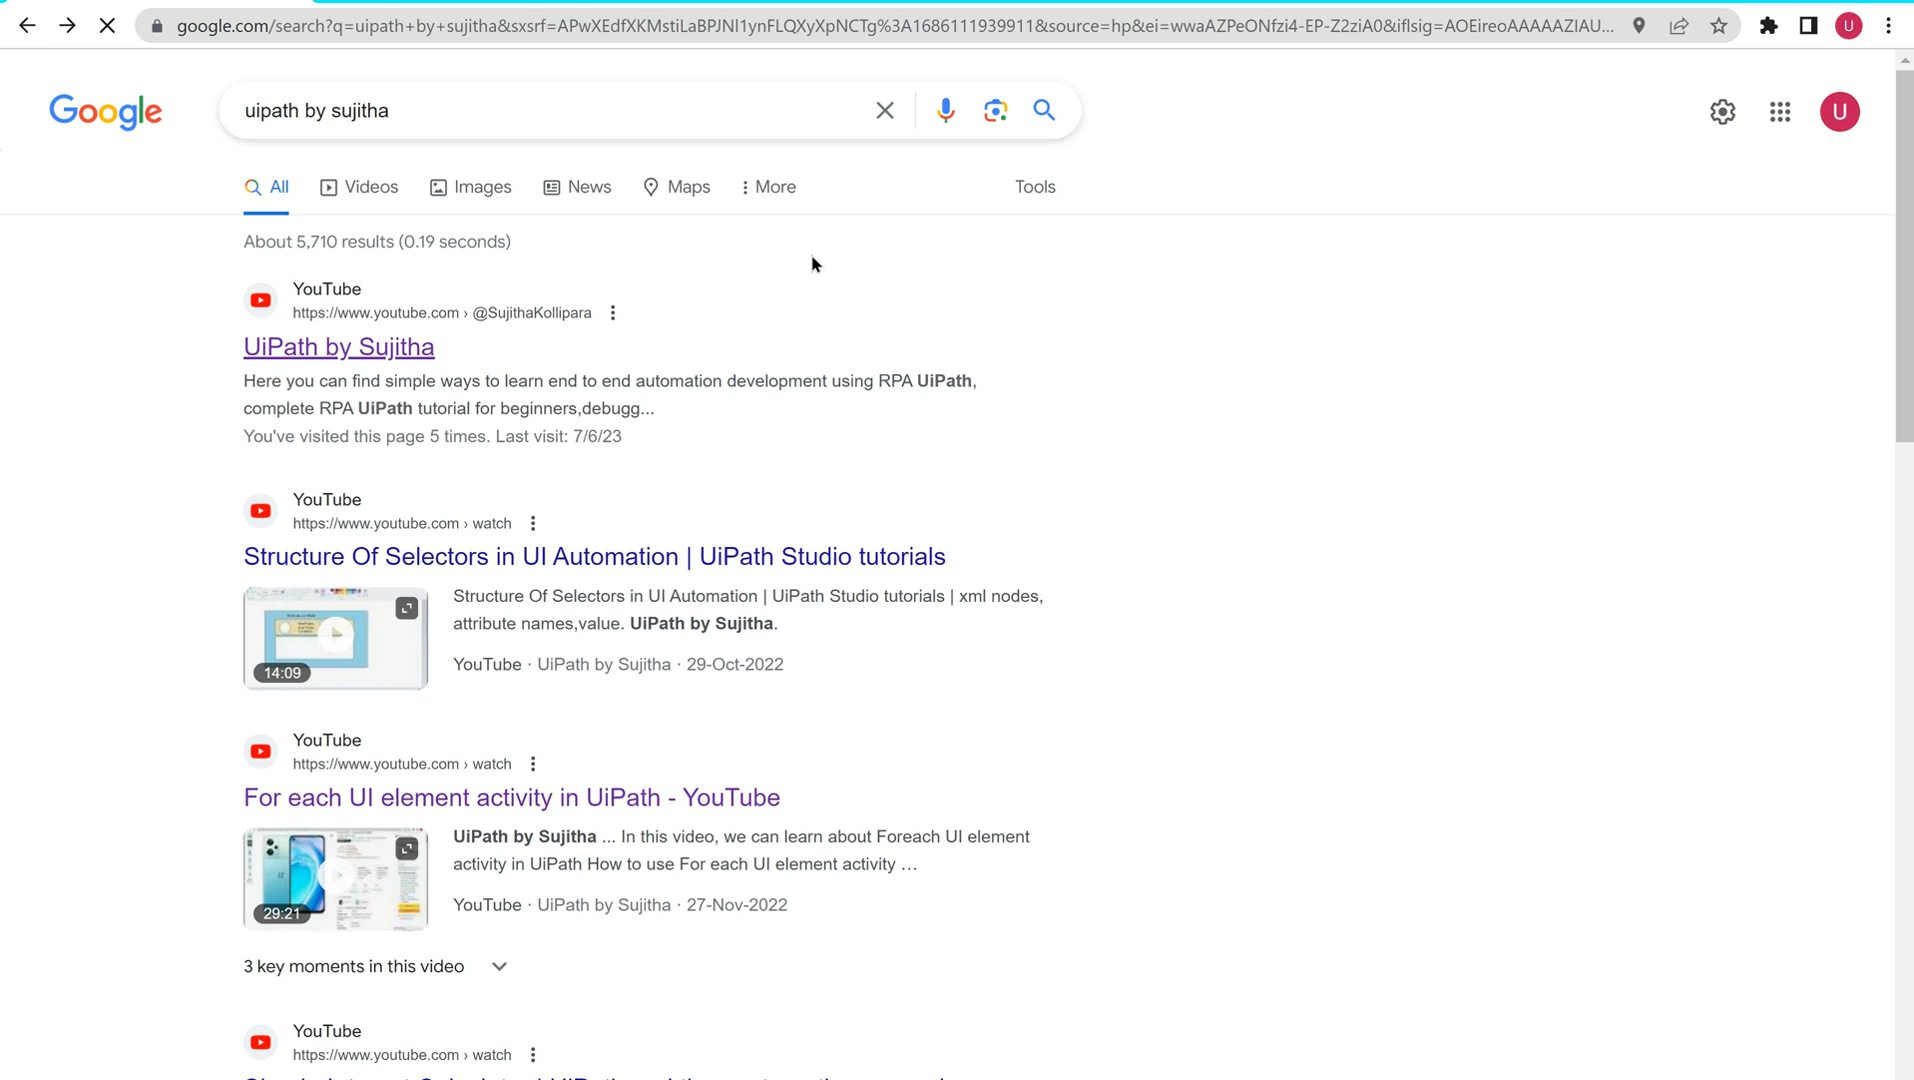 google.com/search?q=uipath+by+sujitha&sxsrf=APwXEdfXKMstiLaBPJNl1ynFLQXyXpNCTg%3A1686111939911&source=hp&ei=wwaAZPeONfzi4-EP-Z2ziA0&iflsig=AOEireoAAAAAZIAU...
U
Google
uipath by sujitha
U
All
Videos
Images
News
Maps
More
Tools
About 5,710 results (0.19 seconds)
YouTube
https://www.youtube.com › @SujithaKollipara
UiPath by Sujitha
Here you can find simple ways to learn end to end automation development using RPA UiPath,
complete RPA UiPath tutorial for beginners,debugg...
You've visited this page 5 times. Last visit: 7/6/23
YouTube
https://www.youtube.com › watch
Structure Of Selectors in UI Automation | UiPath Studio tutorials
14:09
Structure Of Selectors in UI Automation | UiPath Studio tutorials | xml nodes,
attribute names,value. UiPath by Sujitha.
YouTube · UiPath by Sujitha · 29-Oct-2022
YouTube
https://www.youtube.com › watch
For each UI element activity in UiPath - YouTube
29:21
UiPath by Sujitha ... In this video, we can learn about Foreach UI element
activity in UiPath How to use For each UI element activity …
YouTube · UiPath by Sujitha · 27-Nov-2022
3 key moments in this video
YouTube
https://www.youtube.com › watch